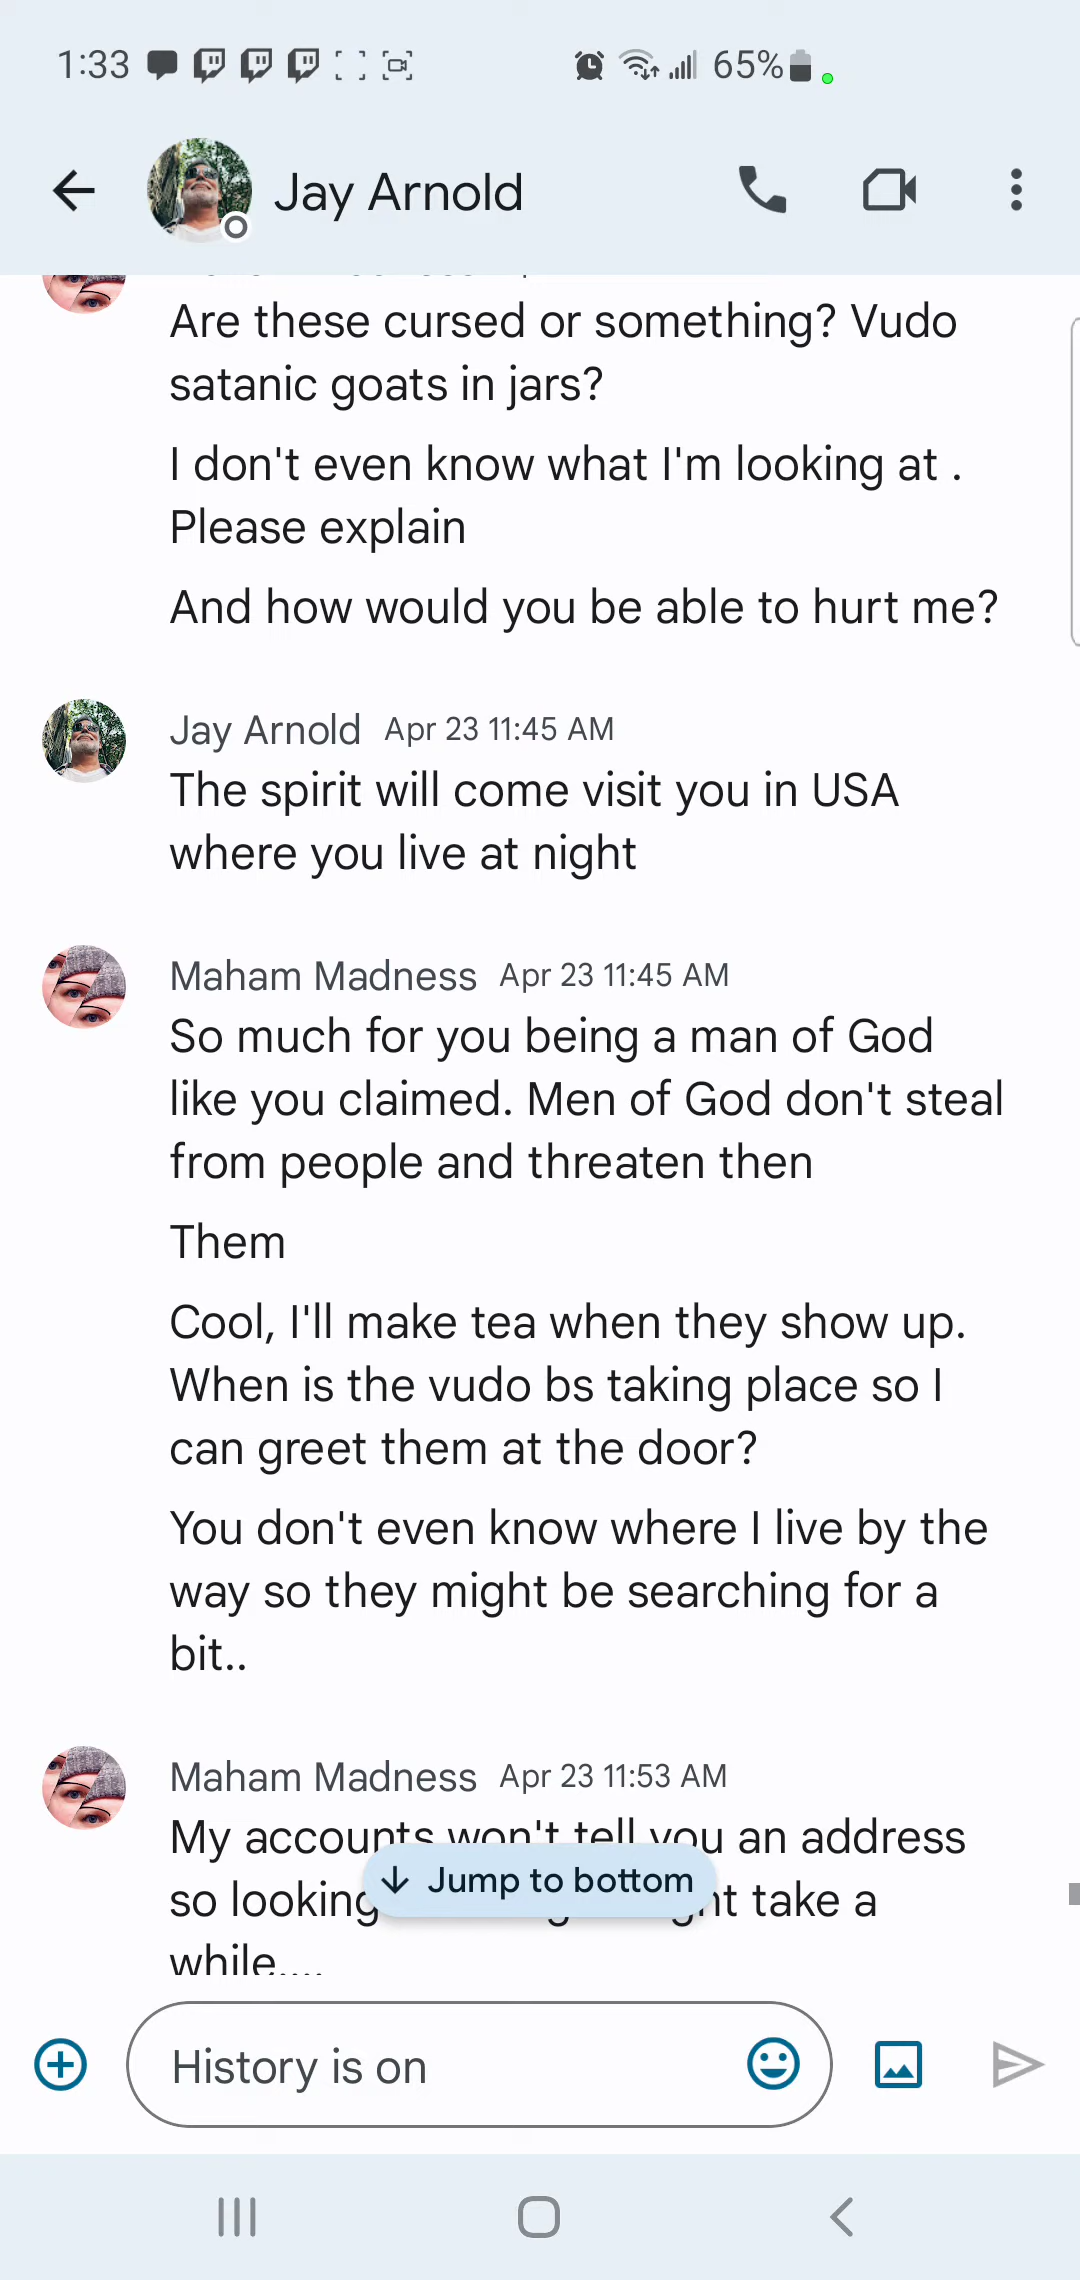 1:33
65%
Jay Arnold
Are these cursed or something? Vudo
satanic goats in jars?
I don't even know what I'm looking at .
Please explain
And how would you be able to hurt me?
Jay Arnold Apr 23 11:45 AM
The spirit will come visit you in USA
where you live at night
Maham Madness Apr 23 11:45 AM
So much for you being a man of God
like you claimed. Men of God don't steal
from people and threaten then
Them
Cool, I'll make tea when they show up.
When is the vudo bs taking place so I
can greet them at the door?
You don't even know where I live by the
way so they might be searching for a
bit..
Maham Madness Apr 23 11:53 AM
My accounts won't tell you an address
so looking take a
Jump to bottom
while....
History is on